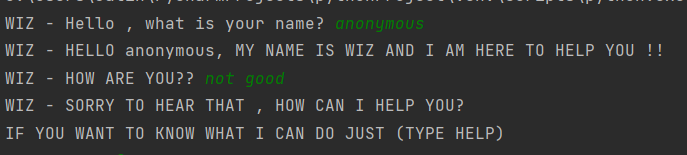 WIZ - Hello , what is your name? anonymous
WIZ - HELLO anonymous, MY NAME IS WIZ AND I AM HERE TO HELP YOU !!
WIZ - HOW ARE YOU?? not good
WIZ - SORRY TO HEAR THAT , HOW CAN I HELP YOU?
IF YOU WANT TO KNOW WHAT I CAN DO JUST (TYPE HELP)